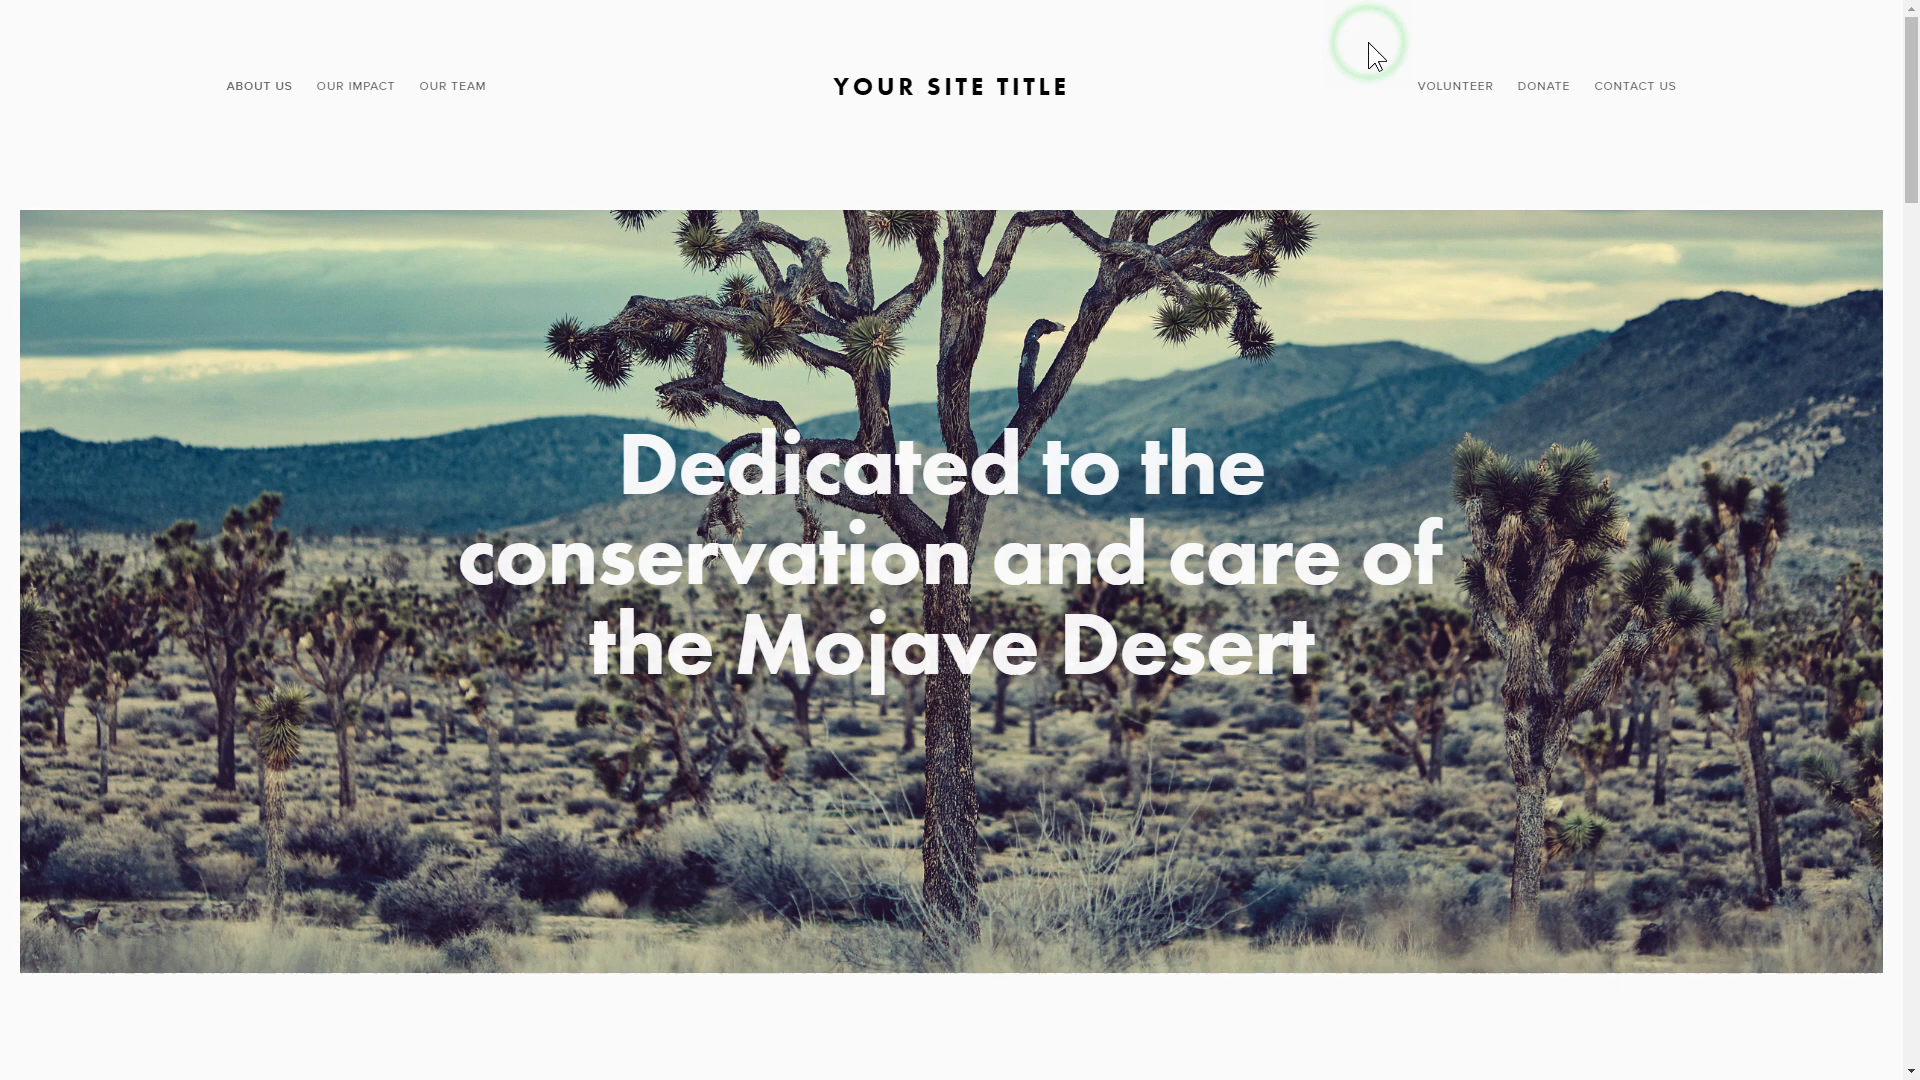 ABOUT US OUR IMPACT OUR TEAM YOUR SITE TITLE VOLUNTEER DONATE CONTACT US
Dedicated to the
conservation and care of
the Mojave Desert